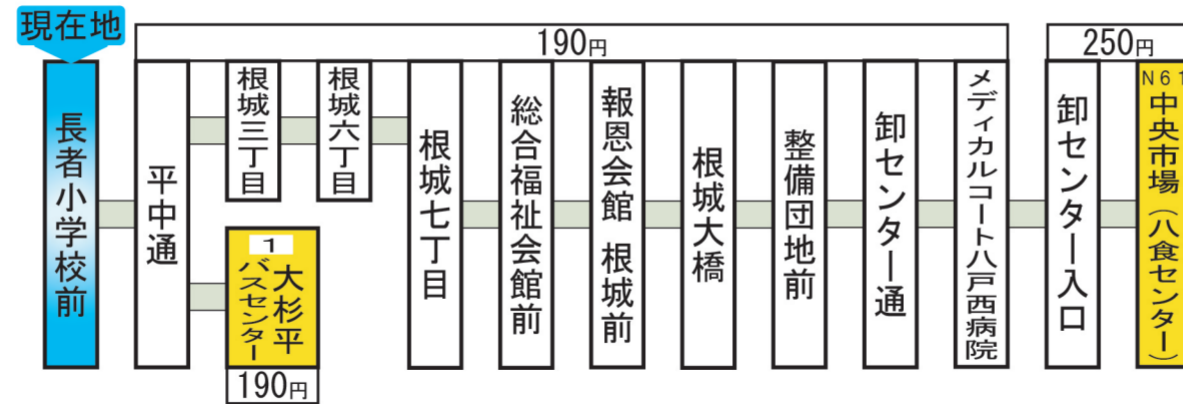 現在地
長者小学校前
190円
平中通
根城三丁目
根城六丁目
1
大杉平
バスセンター
190円
根城七丁目
総合福祉会館前
報恩会館 根城前
根城大橋
整備団地前
卸センター通
メディカルコート八戸西病院
250円
卸センター入口
N61
中央市場（八食センター）